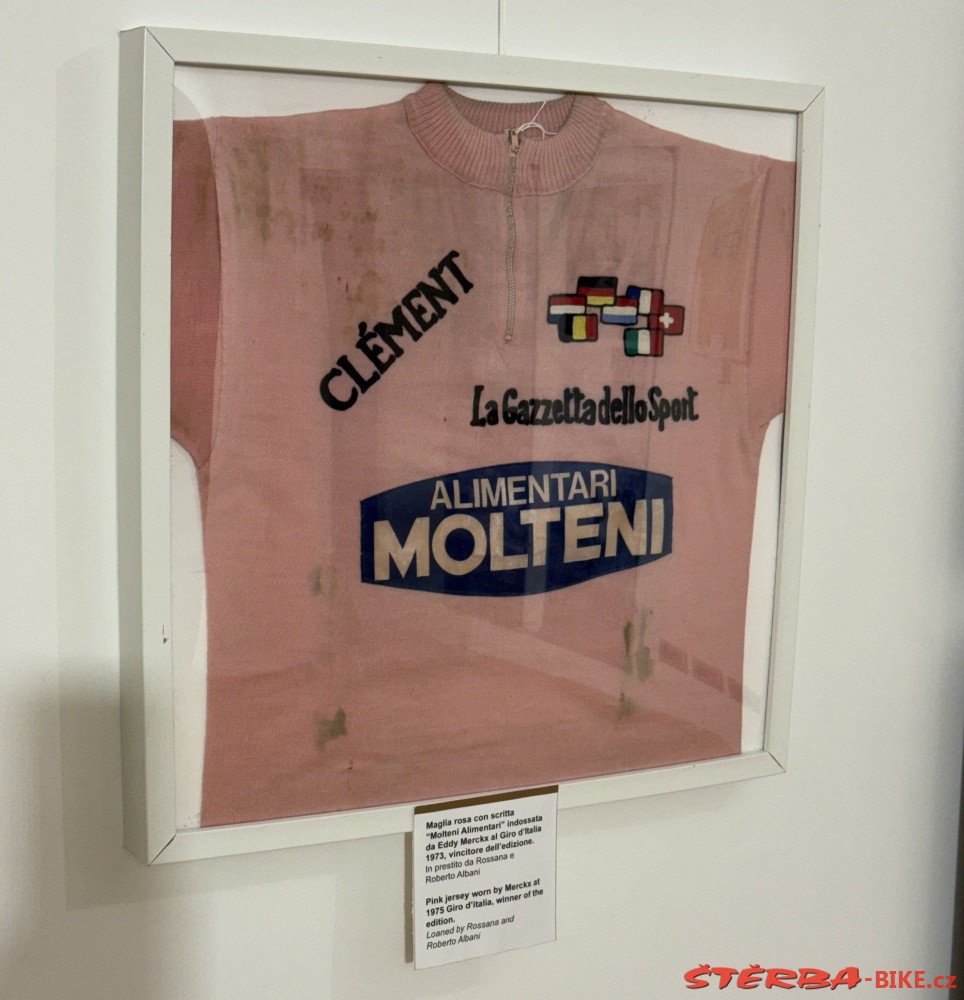 CLÉMENT
La Gazzetta dello Sport
ALIMENTARI
MOLTENI
Maglia rosa con scritta
“Molteni Alimentari” indossata
da Eddy Merckx al Giro d’Italia
1973, vincitore dell’edizione.
In prestito da Rossana e
Roberto Albani
Pink jersey worn by Merckx at
1975 Giro d’Italia, winner of the
edition.
Loaned by Rossana and
Roberto Albani
ŠTĚRBA-BIKE.cz